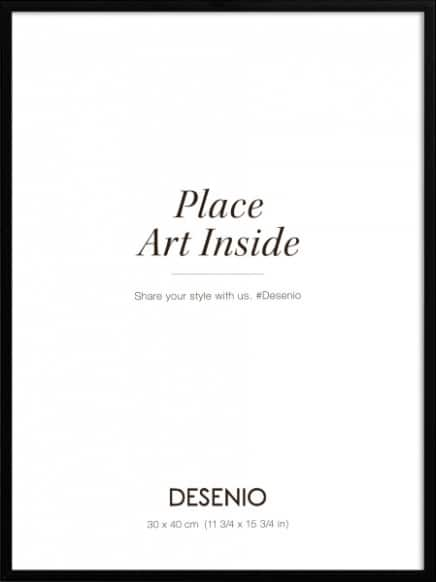 Place
Art Inside
Share your style with us. #Desenio
DESENIO
30 x 40 cm (11 3/4 x 15 3/4 in)